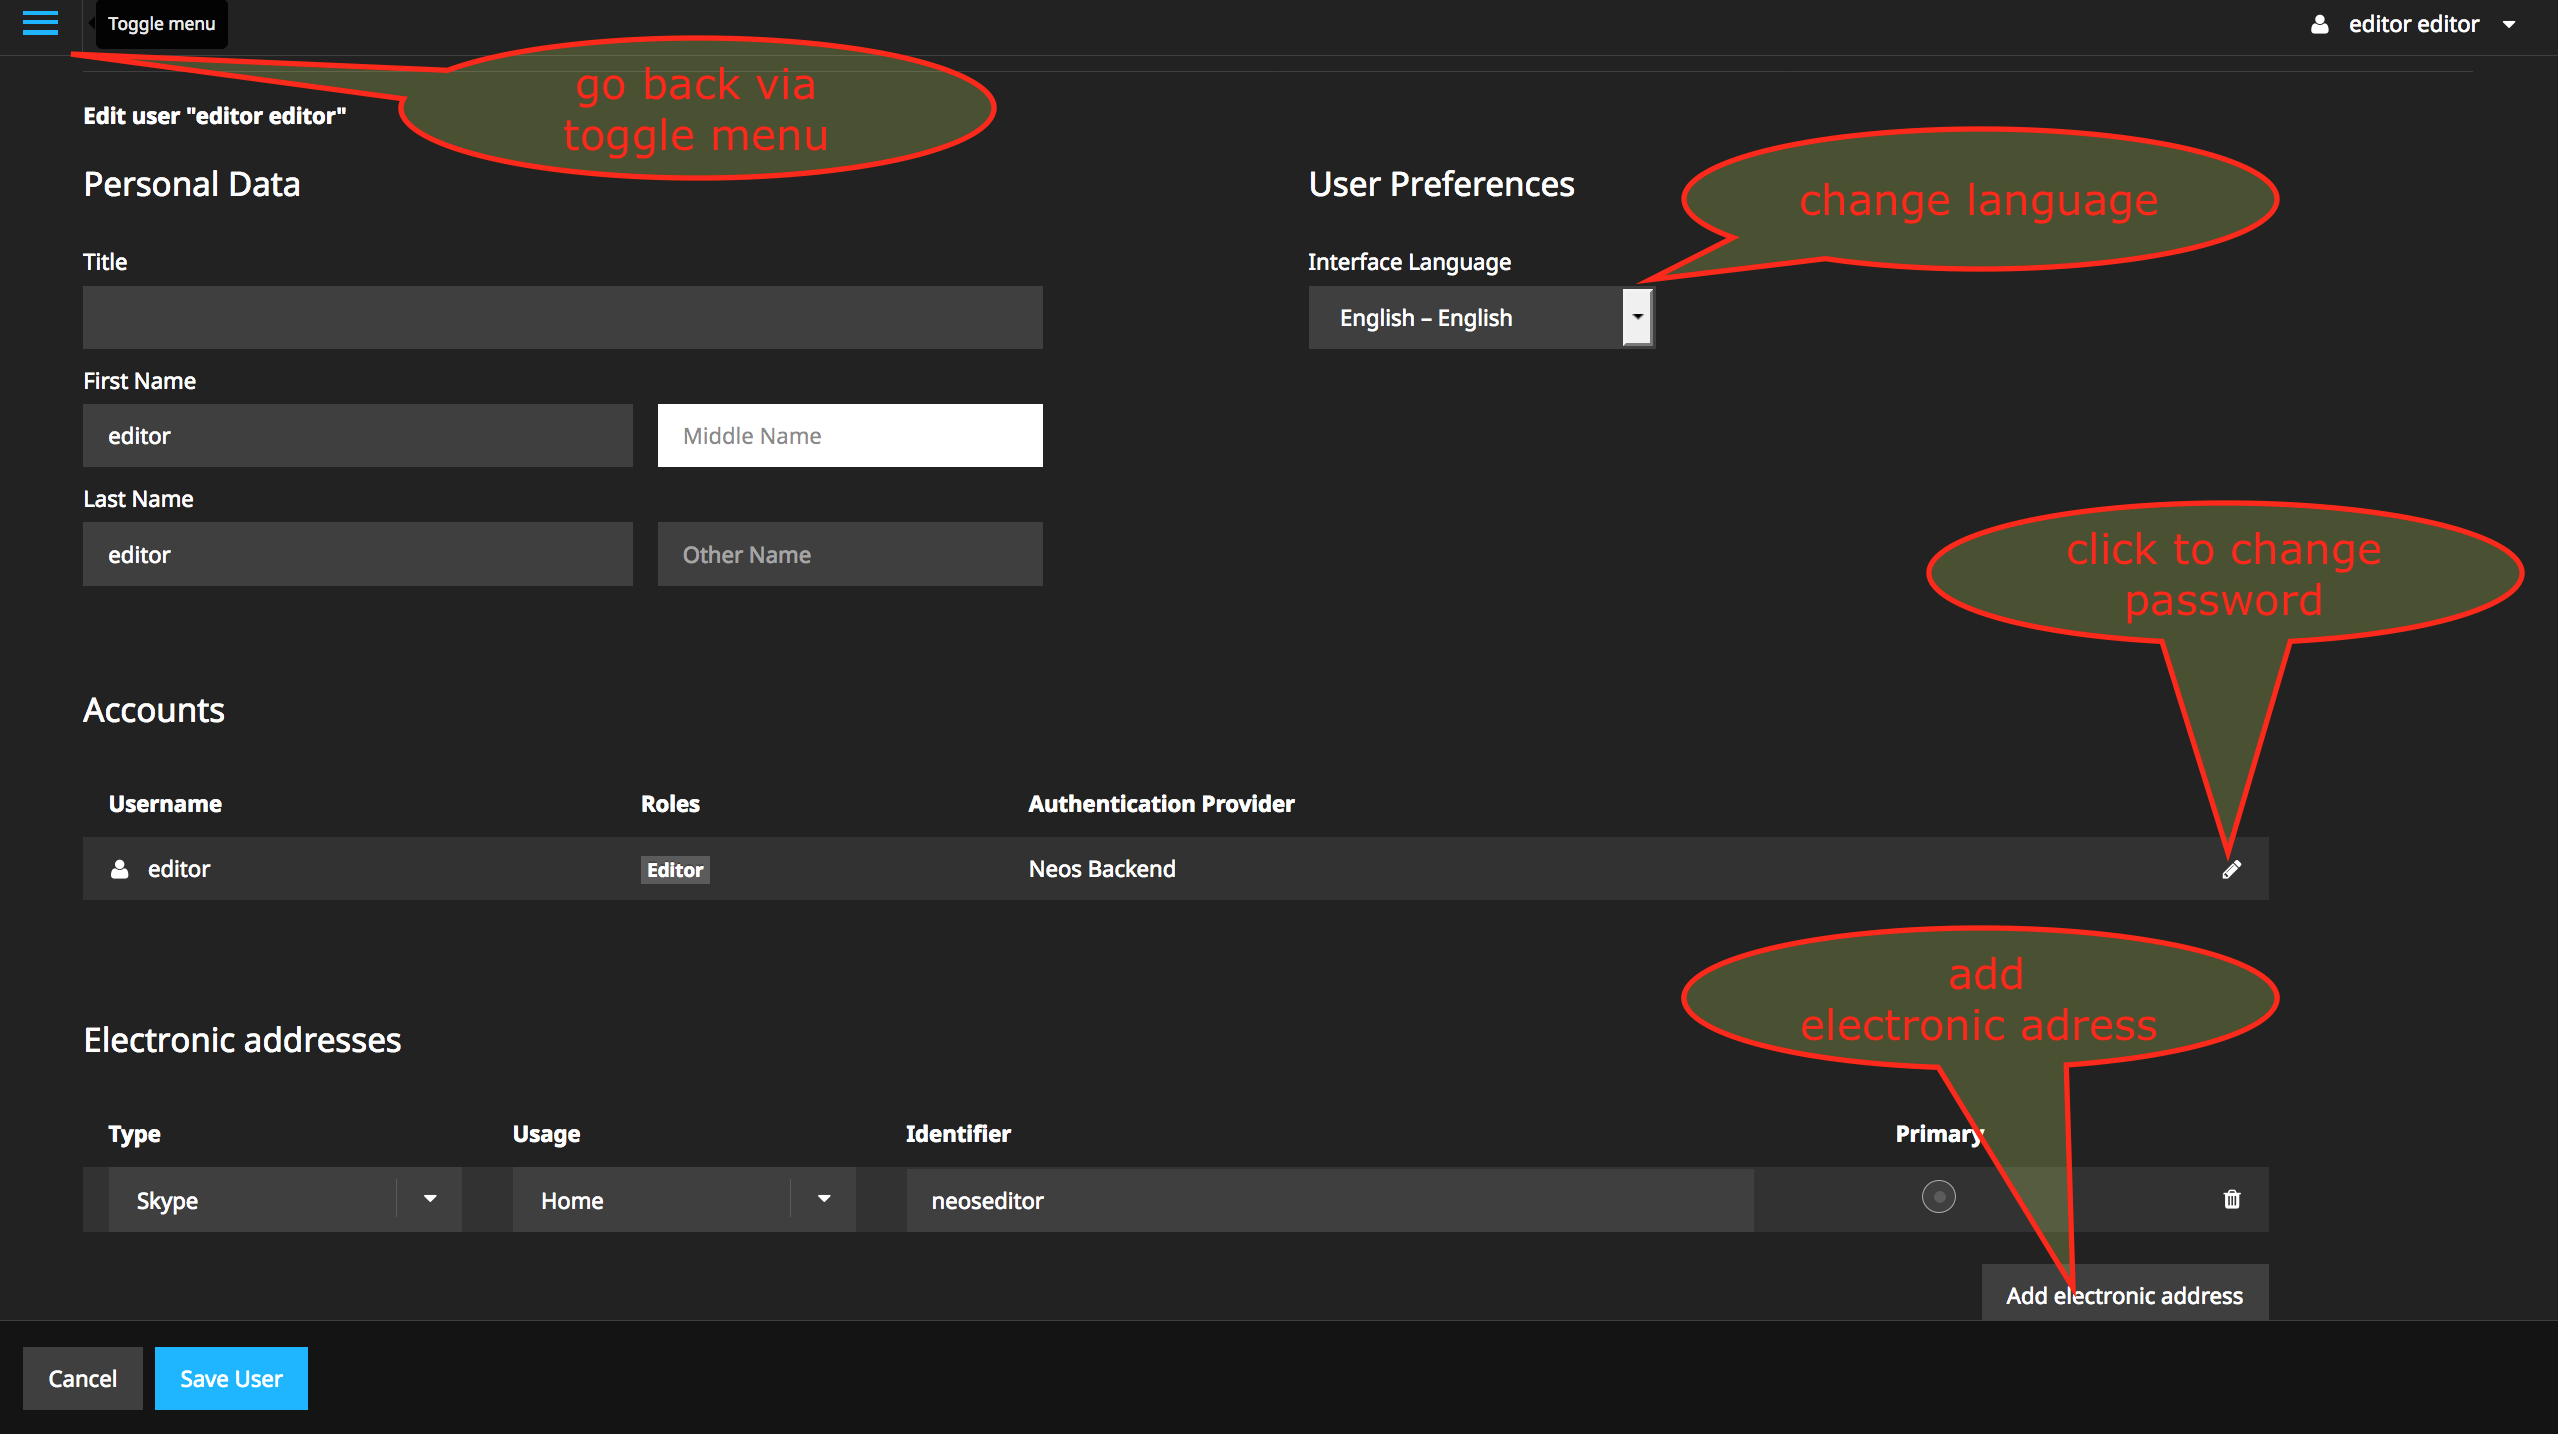 Toggle menu
editor editor
go back via
toggle menu
Edit user "editor editor"
Personal Data
User Preferences
change language
Title
Interface Language
English – English
First Name
editor
Middle Name
Last Name
editor
Other Name
click to change
password
Accounts
Username Roles Authentication Provider
editor Editor Neos Backend
add
electronic adress
Electronic addresses
Type Usage Identifier Primary
Skype Home neoseditor
Add electronic address
Cancel Save User